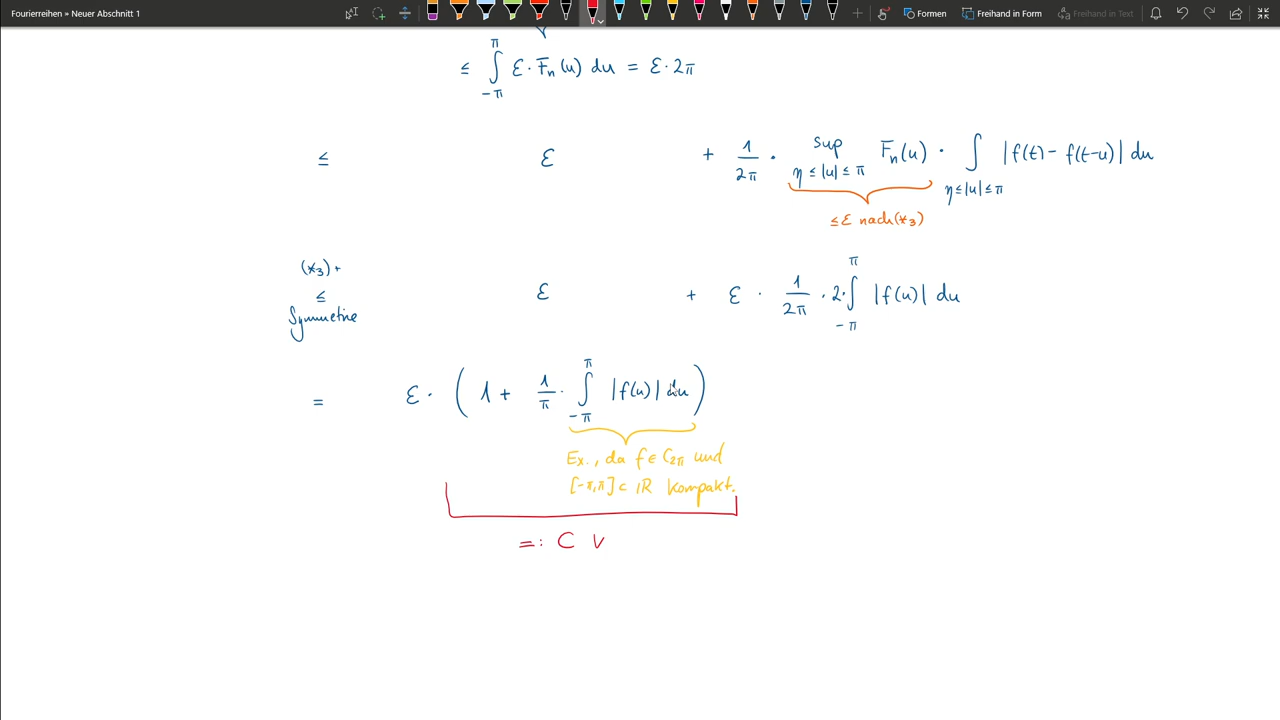 Fourierreihen » Neuer Abschnitt 1
Formen
Freihand in Form
Freihand in Text
≤ ∫_{-π}^{π} ε · F_n(u) du = ε · 2π
≤ ε + 1/2π · sup_{η ≤ |u| ≤ π} F_n(u) · ∫_{η≤|u|≤π} |f(t) - f(t-u)| du
≤ ε nach (*3)
(*3) +
≤ ε + ε · 1/2π · 2 · ∫_{-π}^{π} |f(u)| du
Symmetrie
= ε · ( 1 + 1/π · ∫_{-π}^{π} |f(u)| du )
Ex., da f ∈ C_{2π} und
[-π,π] ⊂ ℝ kompakt.
=: C V